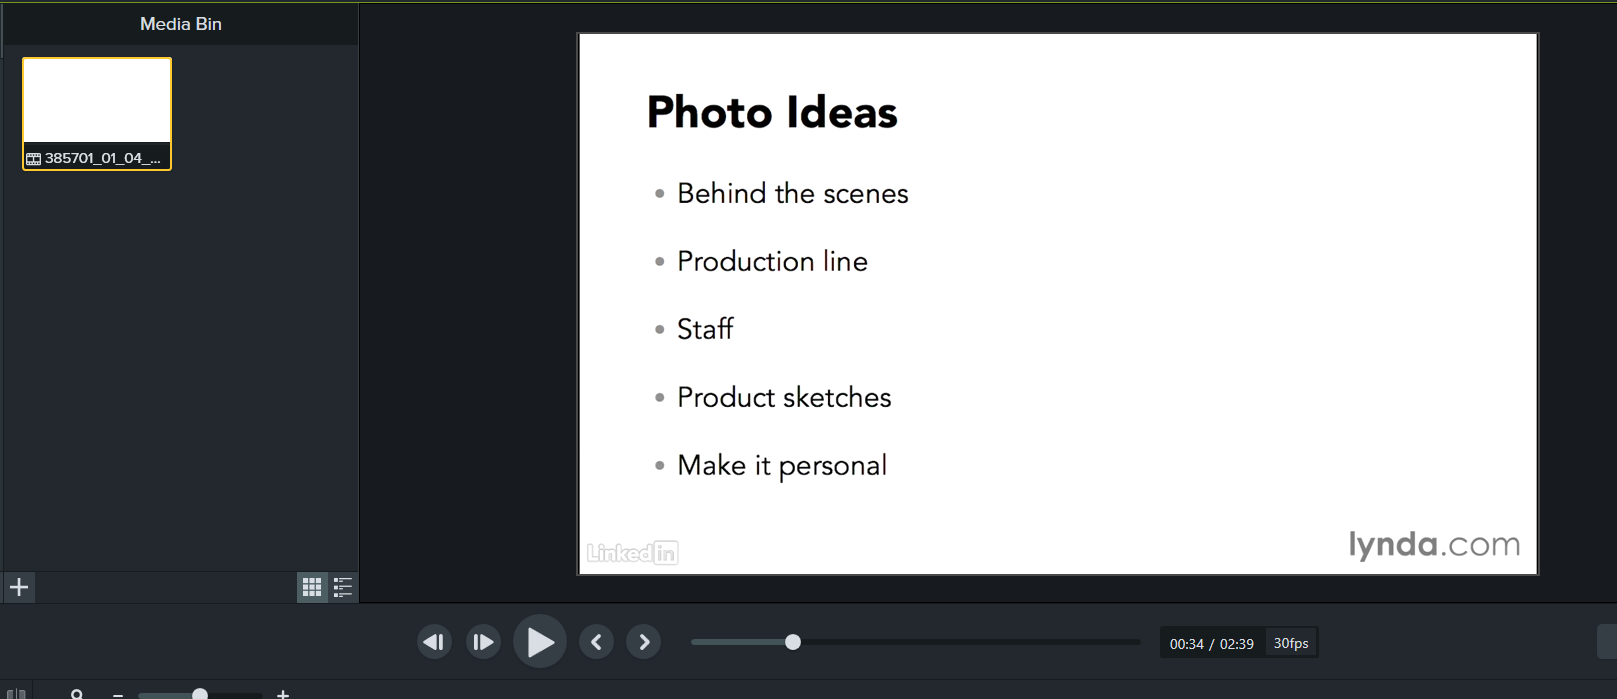 Media Bin
385701_01_04_...
Photo Ideas
• Behind the scenes
• Production line
• Staff
• Product sketches
• Make it personal
LinkedIn
lynda.com
00:34 / 02:39
30fps